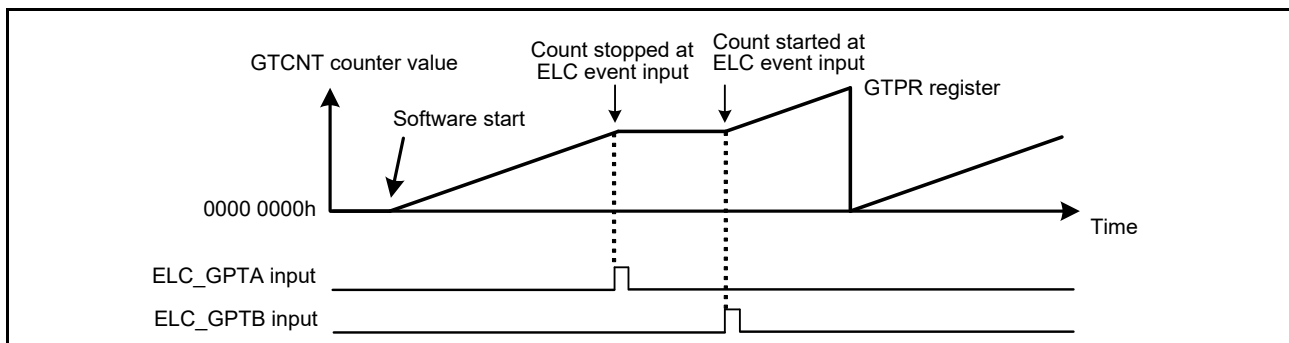 GTCNT counter value
Software start
Count stopped at
ELC event input
Count started at
ELC event input
GTPR register
0000 0000h
Time
ELC_GPTA input
ELC_GPTB input